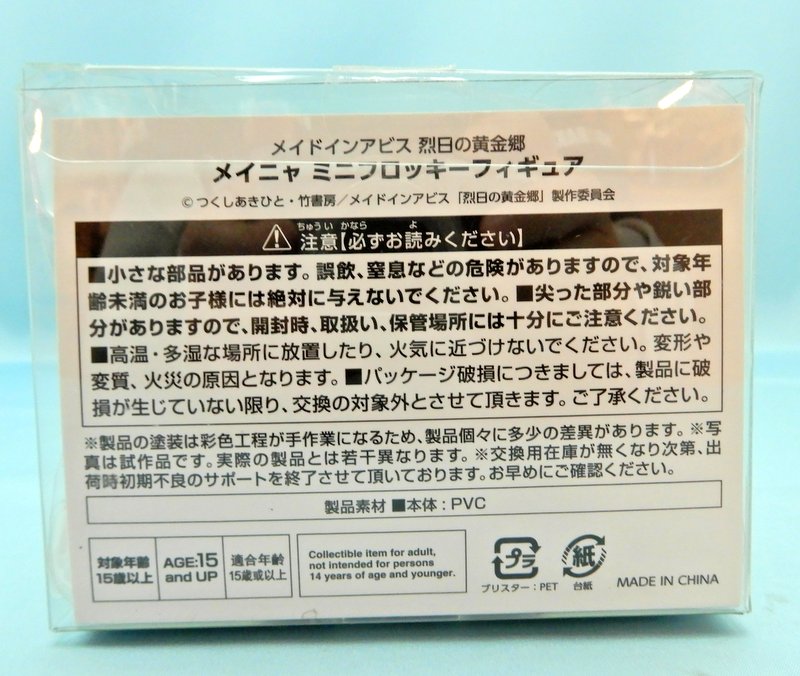 メイドインアビス 烈日の黄金郷
メイニャ ミニフロッキーフィギュア
© つくしあきひと・竹書房／メイドインアビス「烈日の黄金郷」製作委員会
ちゅうい かなら よ
注意【必ずお読みください】
■小さな部品があります。誤飲、窒息などの危険がありますので、対象年
齢未満のお子様には絶対に与えないでください。■尖った部分や鋭い部
分がありますので、開封時、取扱い、保管場所には十分にご注意ください。
■高温・多湿な場所に放置したり、火気に近づけないでください。変形や
変質、火災の原因となります。■パッケージ破損につきましては、製品に破
損が生じていない限り、交換の対象外とさせて頂きます。ご了承ください。
※製品の塗装は彩色工程が手作業になるため、製品個々に多少の差異があります。※写
真は試作品です。実際の製品とは若干異なります。※交換用在庫が無くなり次第、出
荷時初期不良のサポートを終了させて頂いております。お早めにご確認ください。
製品素材 ■本体：PVC
対象年齢
15歳以上
AGE:15
and UP
适合年龄
15岁或以上
Collectible item for adult,
not intended for persons
14 years of age and younger.
プラ
ブリスター：PET
紙
台紙
MADE IN CHINA